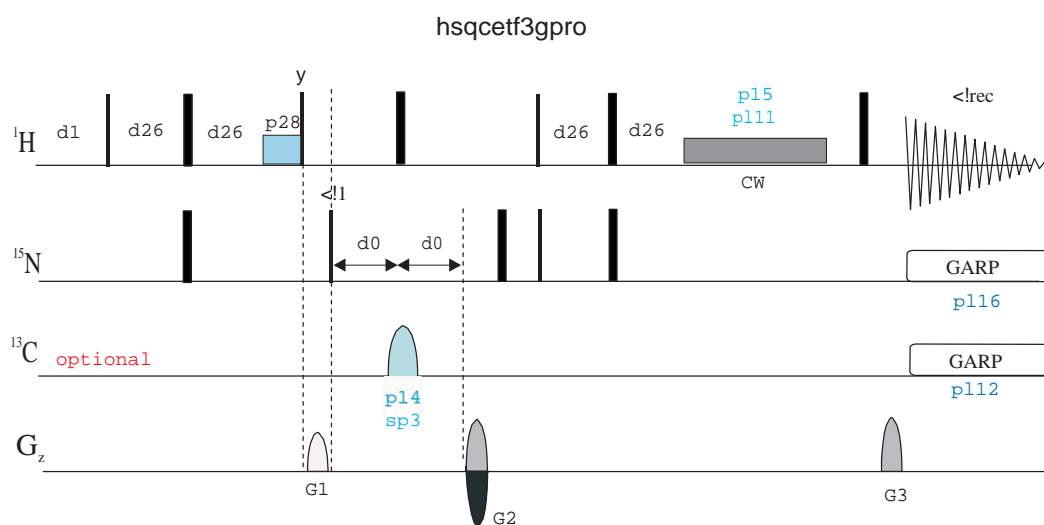 hsqcetf3gpro
y
<!rec
p15
pl11
¹H
d1
d26
d26
p28
d26
d26
CW
<!1
¹⁵N
d0
d0
GARP
pl16
¹³C
optional
GARP
pl12
p14
sp3
Gz
G1
G2
G3